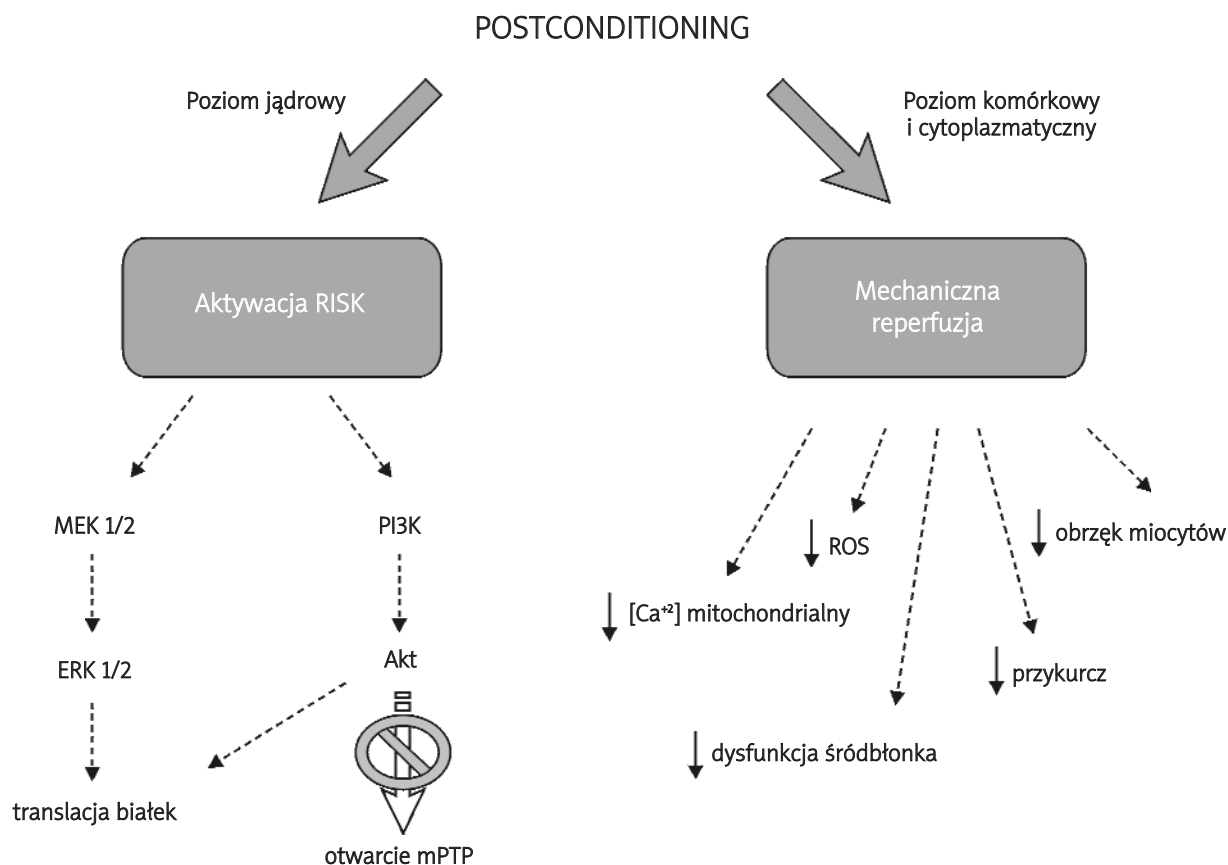 POSTCONDITIONING
Poziom jądrowy
Poziom komórkowy
i cytoplazmatyczny
Aktywacja RISK
Mechaniczna
reperfuzja
MEK 1/2
PI3K
ROS
obrzęk miocytów
[Ca⁺²] mitochondrialny
ERK 1/2
Akt
przykurcz
dysfunkcja śródbłonka
translacja białek
otwarcie mPTP